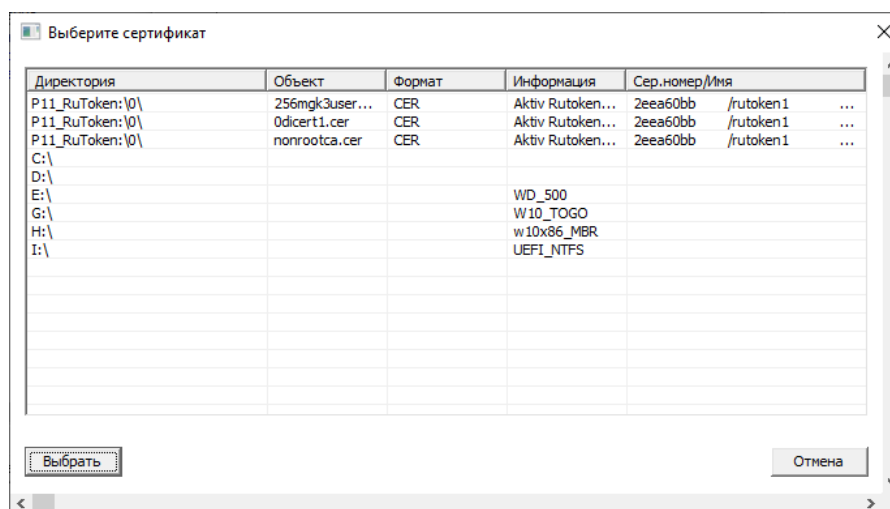 Выберите сертификат
Директория Объект Формат Информация Сер.номер/Имя
P11_RuToken:\0\ 256mgk3user... CER Aktiv Rutoken... 2eea60bb /rutoken1 ...
P11_RuToken:\0\ 0dicert1.cer CER Aktiv Rutoken... 2eea60bb /rutoken1 ...
P11_RuToken:\0\ nonrootca.cer CER Aktiv Rutoken... 2eea60bb /rutoken1 ...
C:\
D:\
E:\ WD_500
G:\ W10_TOGO
H:\ w10x86_MBR
I:\ UEFI_NTFS
Выбрать Отмена